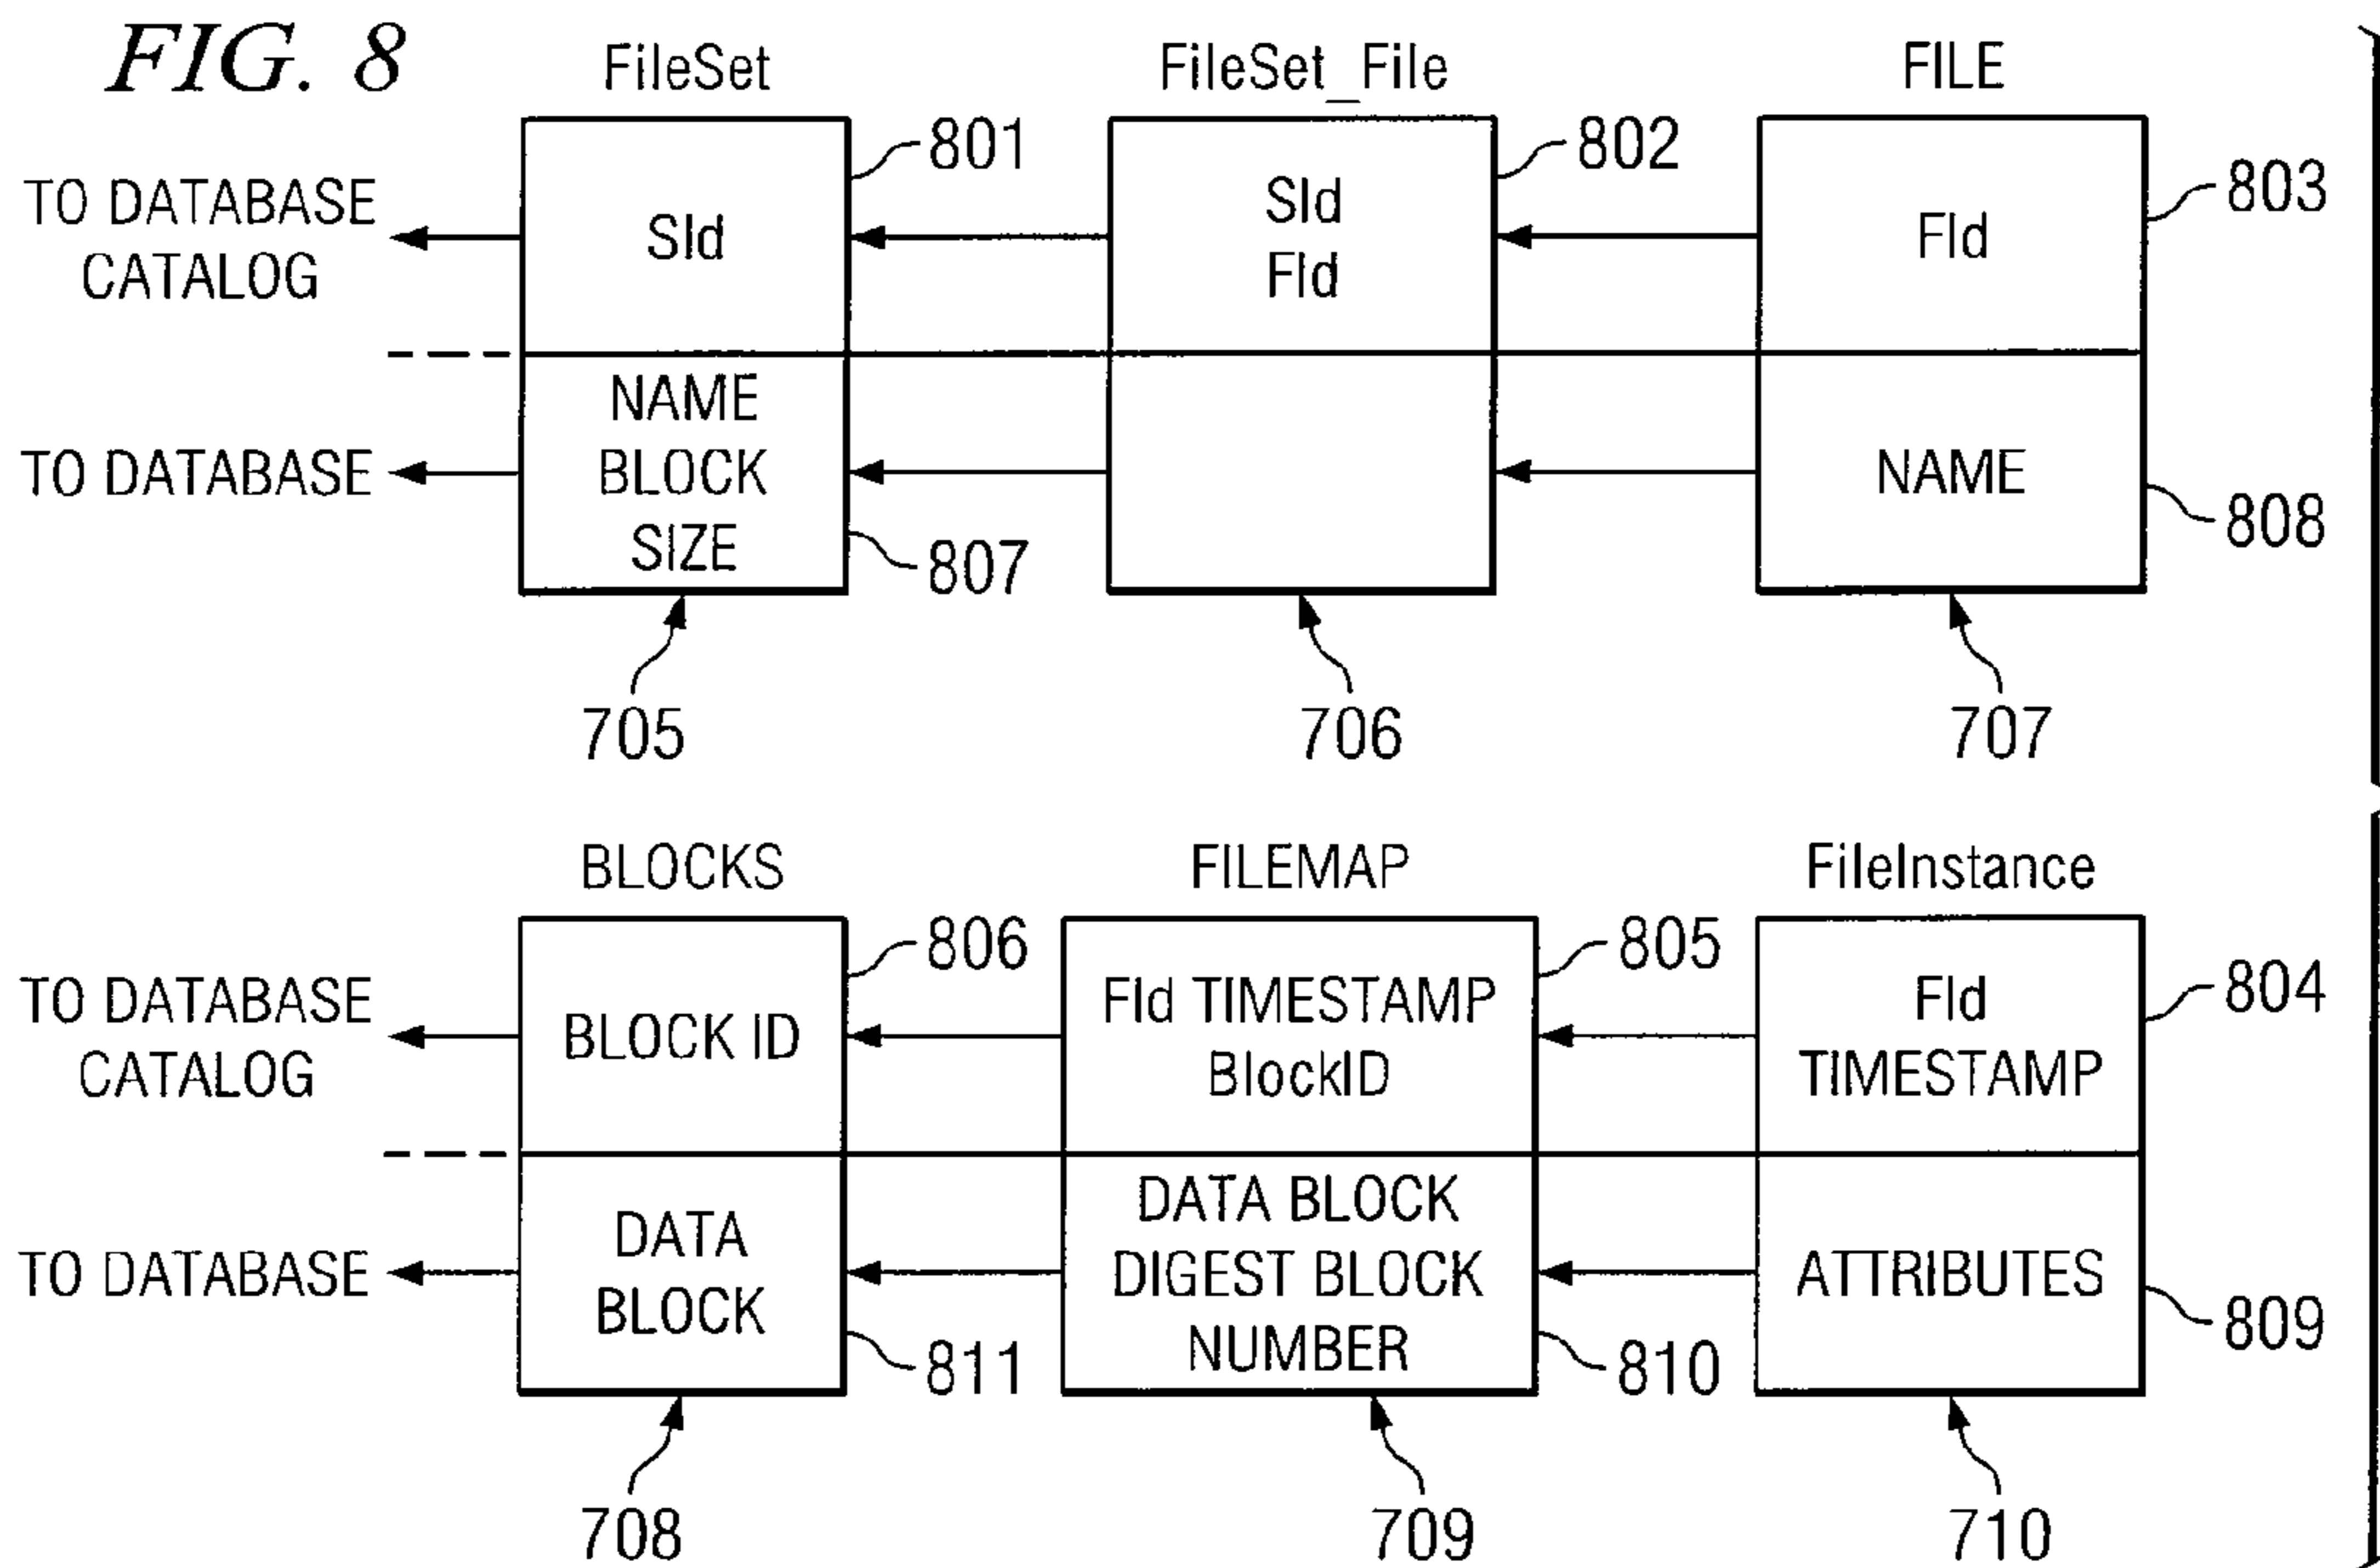 FIG. 8
FileSet
FileSet_File
FILE
TO DATABASE
CATALOG
SId
801
SId
FId
802
FId
803
TO DATABASE
NAME
BLOCK
SIZE
807
NAME
808
705
706
707
BLOCKS
FILEMAP
FileInstance
TO DATABASE
CATALOG
BLOCK ID
806
FId TIMESTAMP
BlockID
805
FId
TIMESTAMP
804
TO DATABASE
DATA
BLOCK
811
DATA BLOCK
DIGEST BLOCK
NUMBER
810
ATTRIBUTES
809
708
709
710